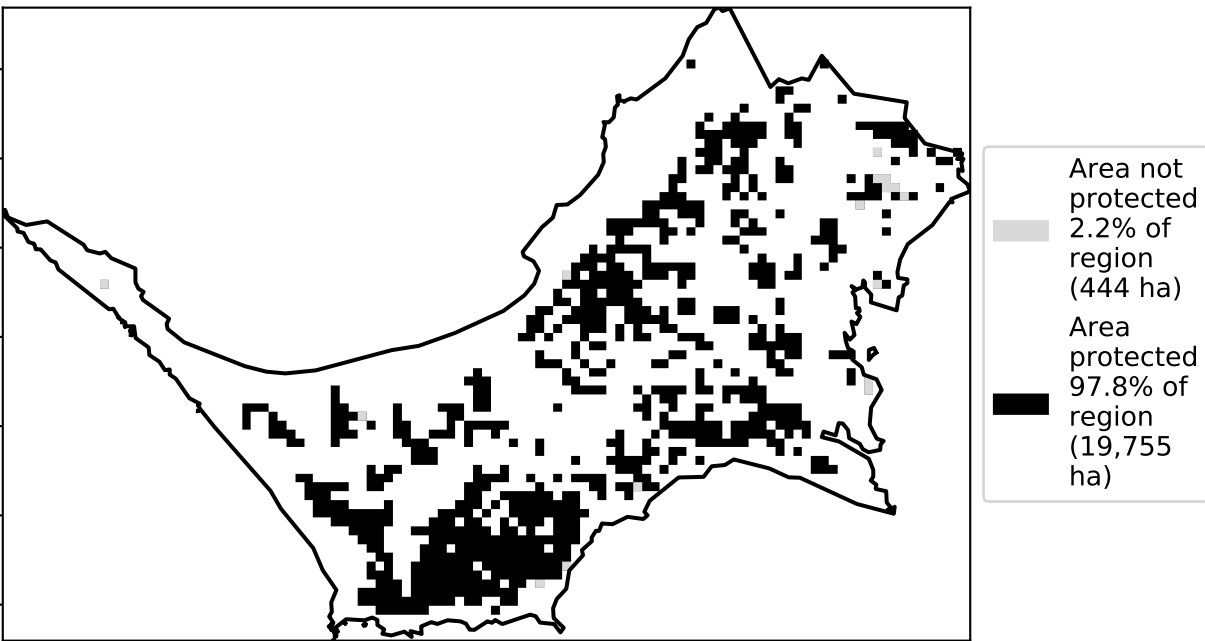 Area not
protected
2.2% of
region
(444 ha)
Area
protected
97.8% of
region
(19,755
ha)